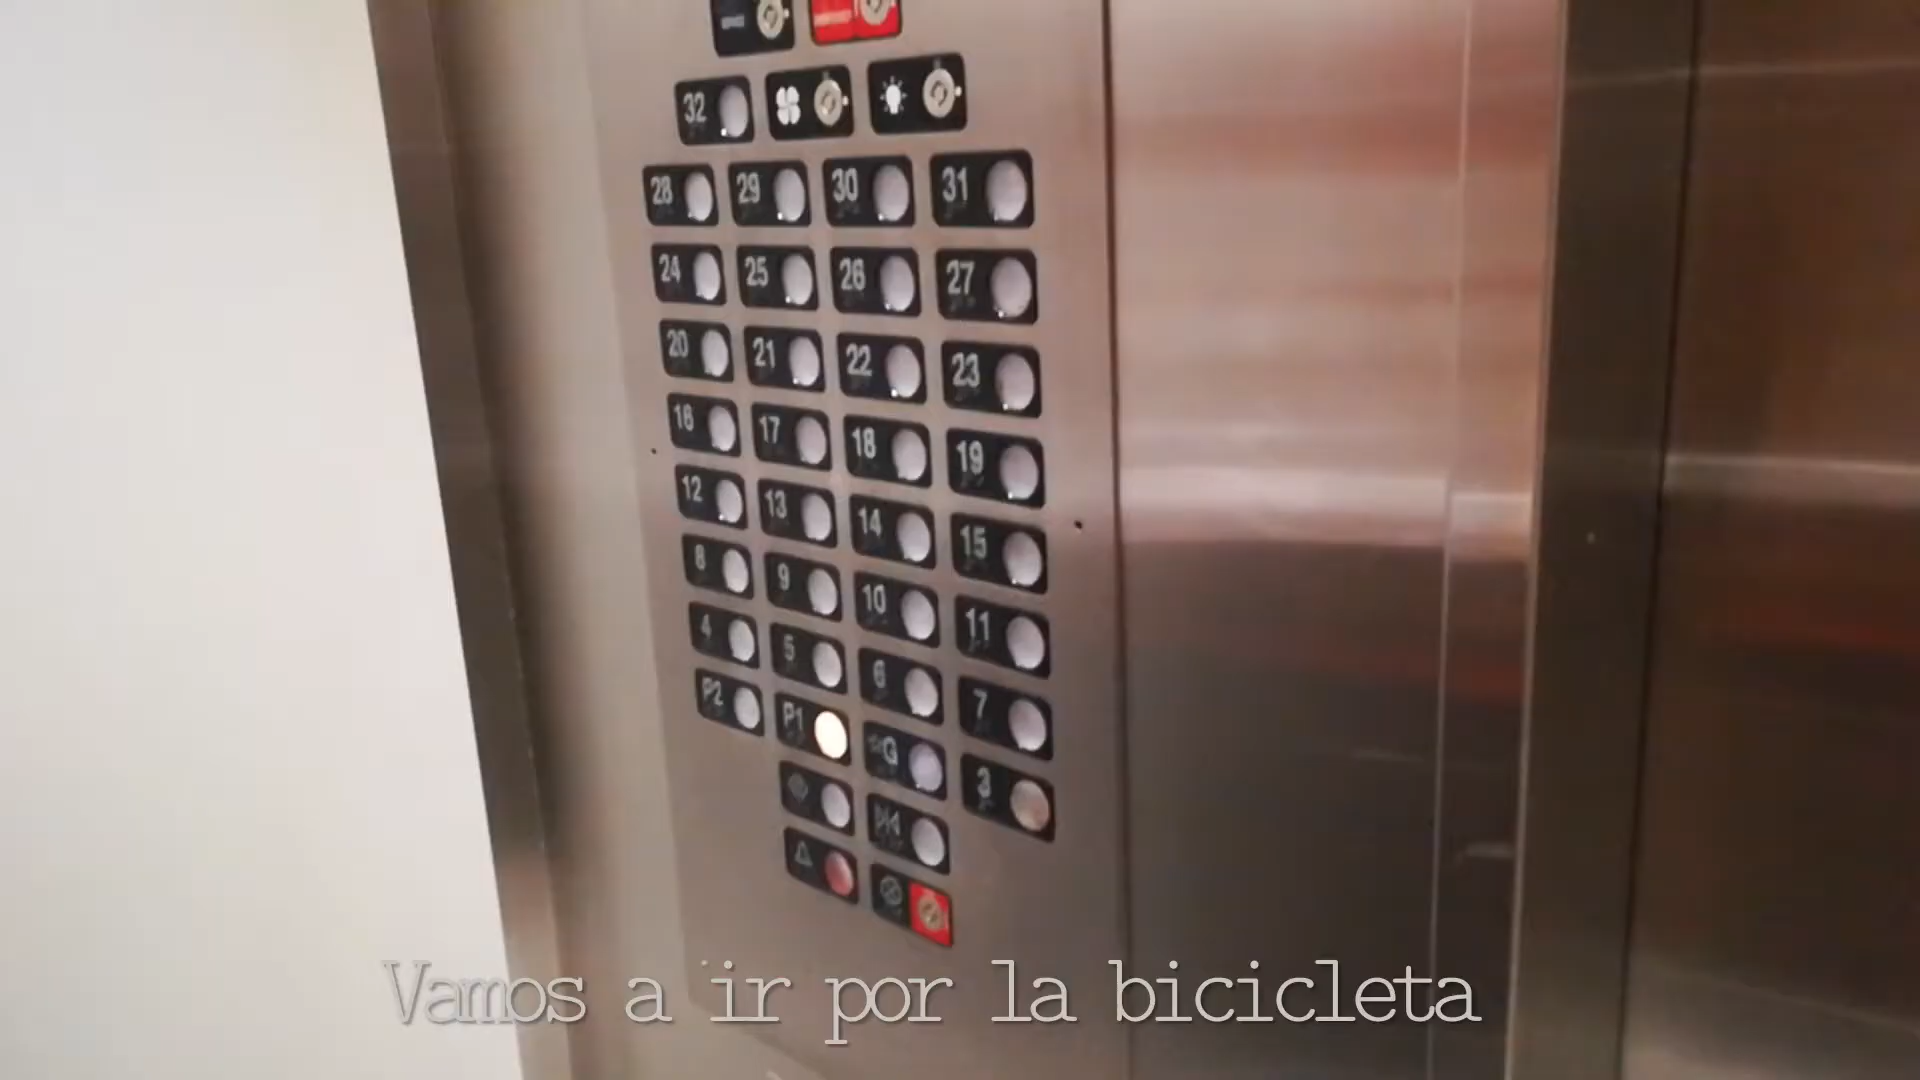 32
28 29 30 31
24 25 26 27
20 21 22 23
16 17 18 19
12 13 14 15
8 9 10 11
4 5 6 7
P2 P1 G 3
Vamos a ir por la bicicleta